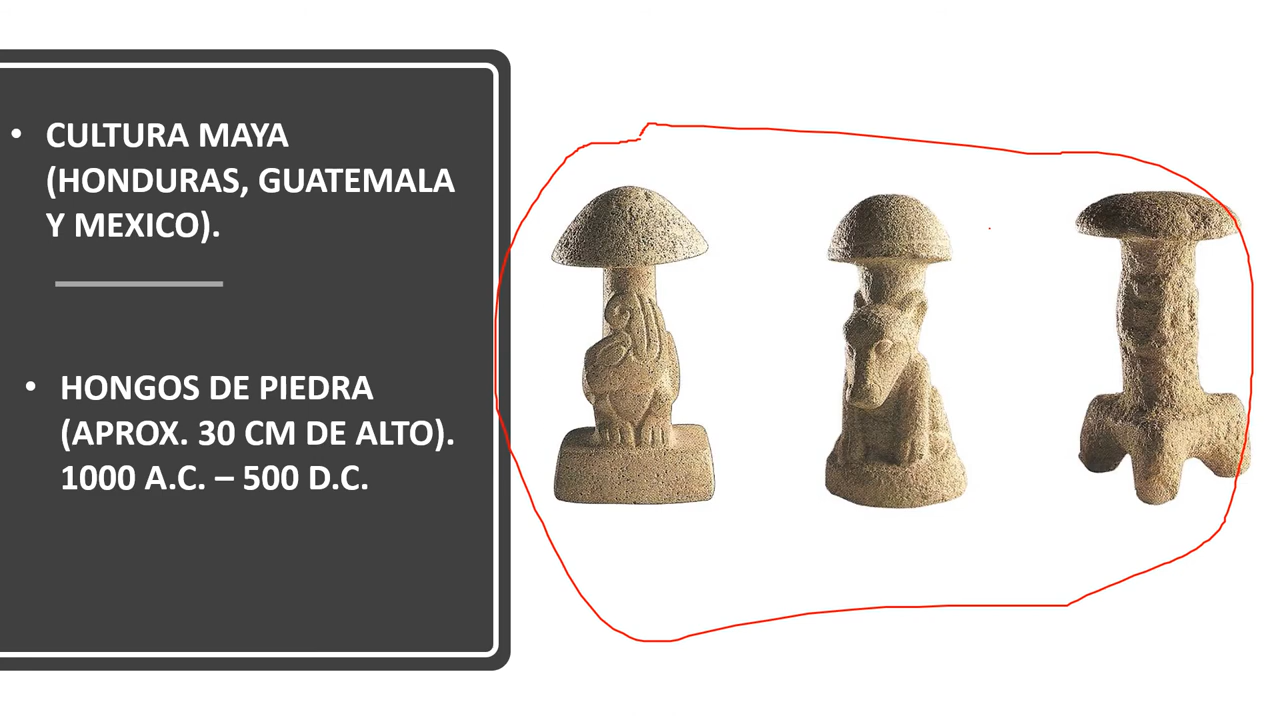 • CULTURA MAYA
(HONDURAS, GUATEMALA
Y MEXICO).
• HONGOS DE PIEDRA
(APROX. 30 CM DE ALTO).
1000 A.C. – 500 D.C.